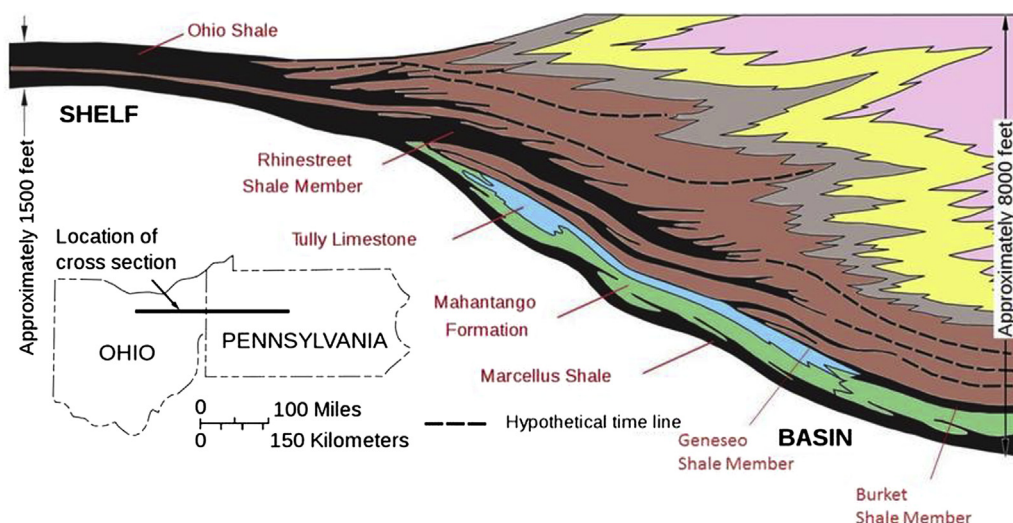 Ohio Shale
SHELF
Approximately 1500 feet
Rhinestreet
Shale Member
Approximately 8000 feet
Location of
cross section
Tully Limestone
Mahantango
Formation
OHIO
PENNSYLVANIA
Marcellus Shale
0 100 Miles
0 150 Kilometers
Hypothetical time line
Geneseo
Shale Member
BASIN
Burket
Shale Member